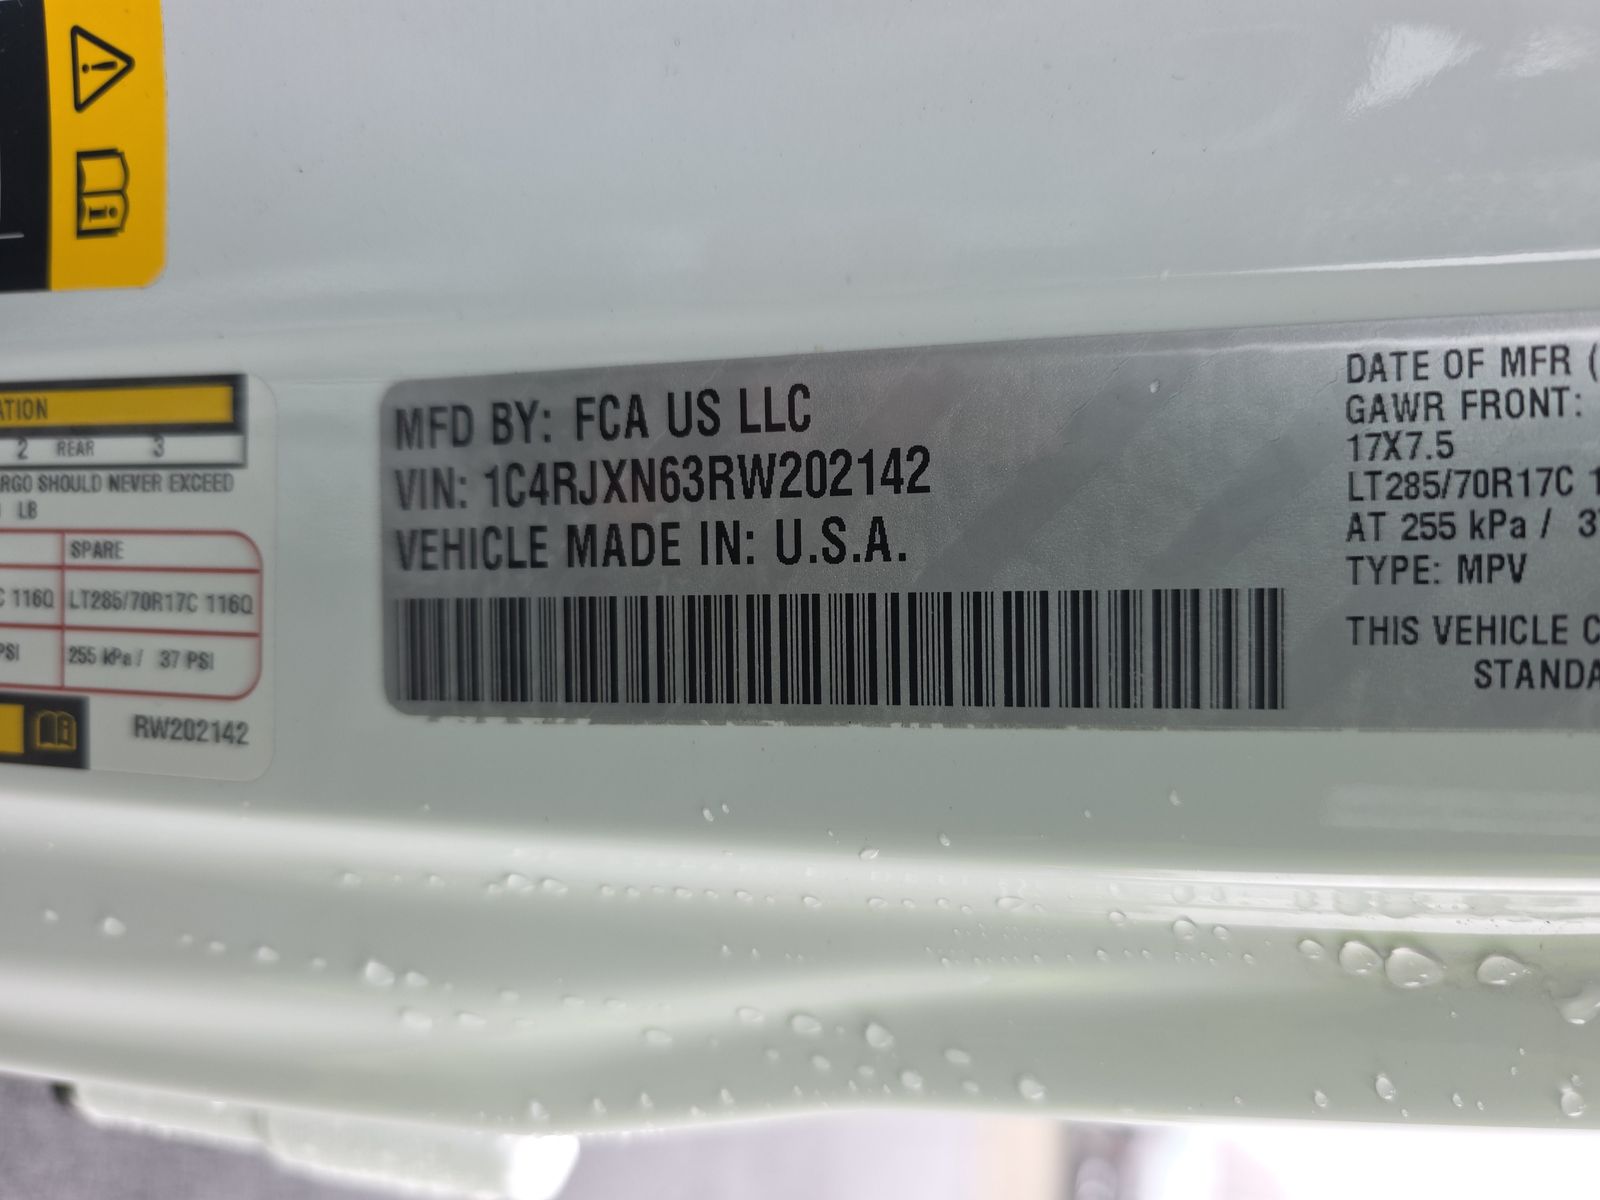 ATION
2 REAR 3
RGO SHOULD NEVER EXCEED
LB
SPARE
C 116Q LT285/70R17C 116Q
PSI 255 kPa / 37 PSI
RW202142
MFD BY: FCA US LLC
VIN: 1C4RJXN63RW202142
VEHICLE MADE IN: U.S.A.
DATE OF MFR (
GAWR FRONT:
17X7.5
LT285/70R17C 1
AT 255 kPa / 37
TYPE: MPV
THIS VEHICLE C
STANDA